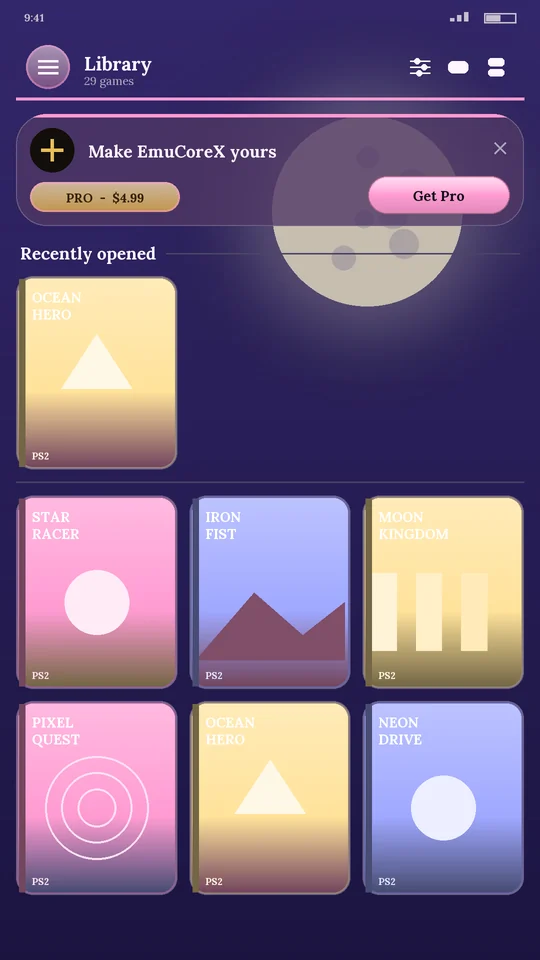 9:41
Library
29 games
Make EmuCoreX yours
PRO - $4.99
Get Pro
Recently opened
OCEAN
HERO
PS2
STAR
RACER
PS2
IRON
FIST
PS2
MOON
KINGDOM
PS2
PIXEL
QUEST
PS2
OCEAN
HERO
PS2
NEON
DRIVE
PS2